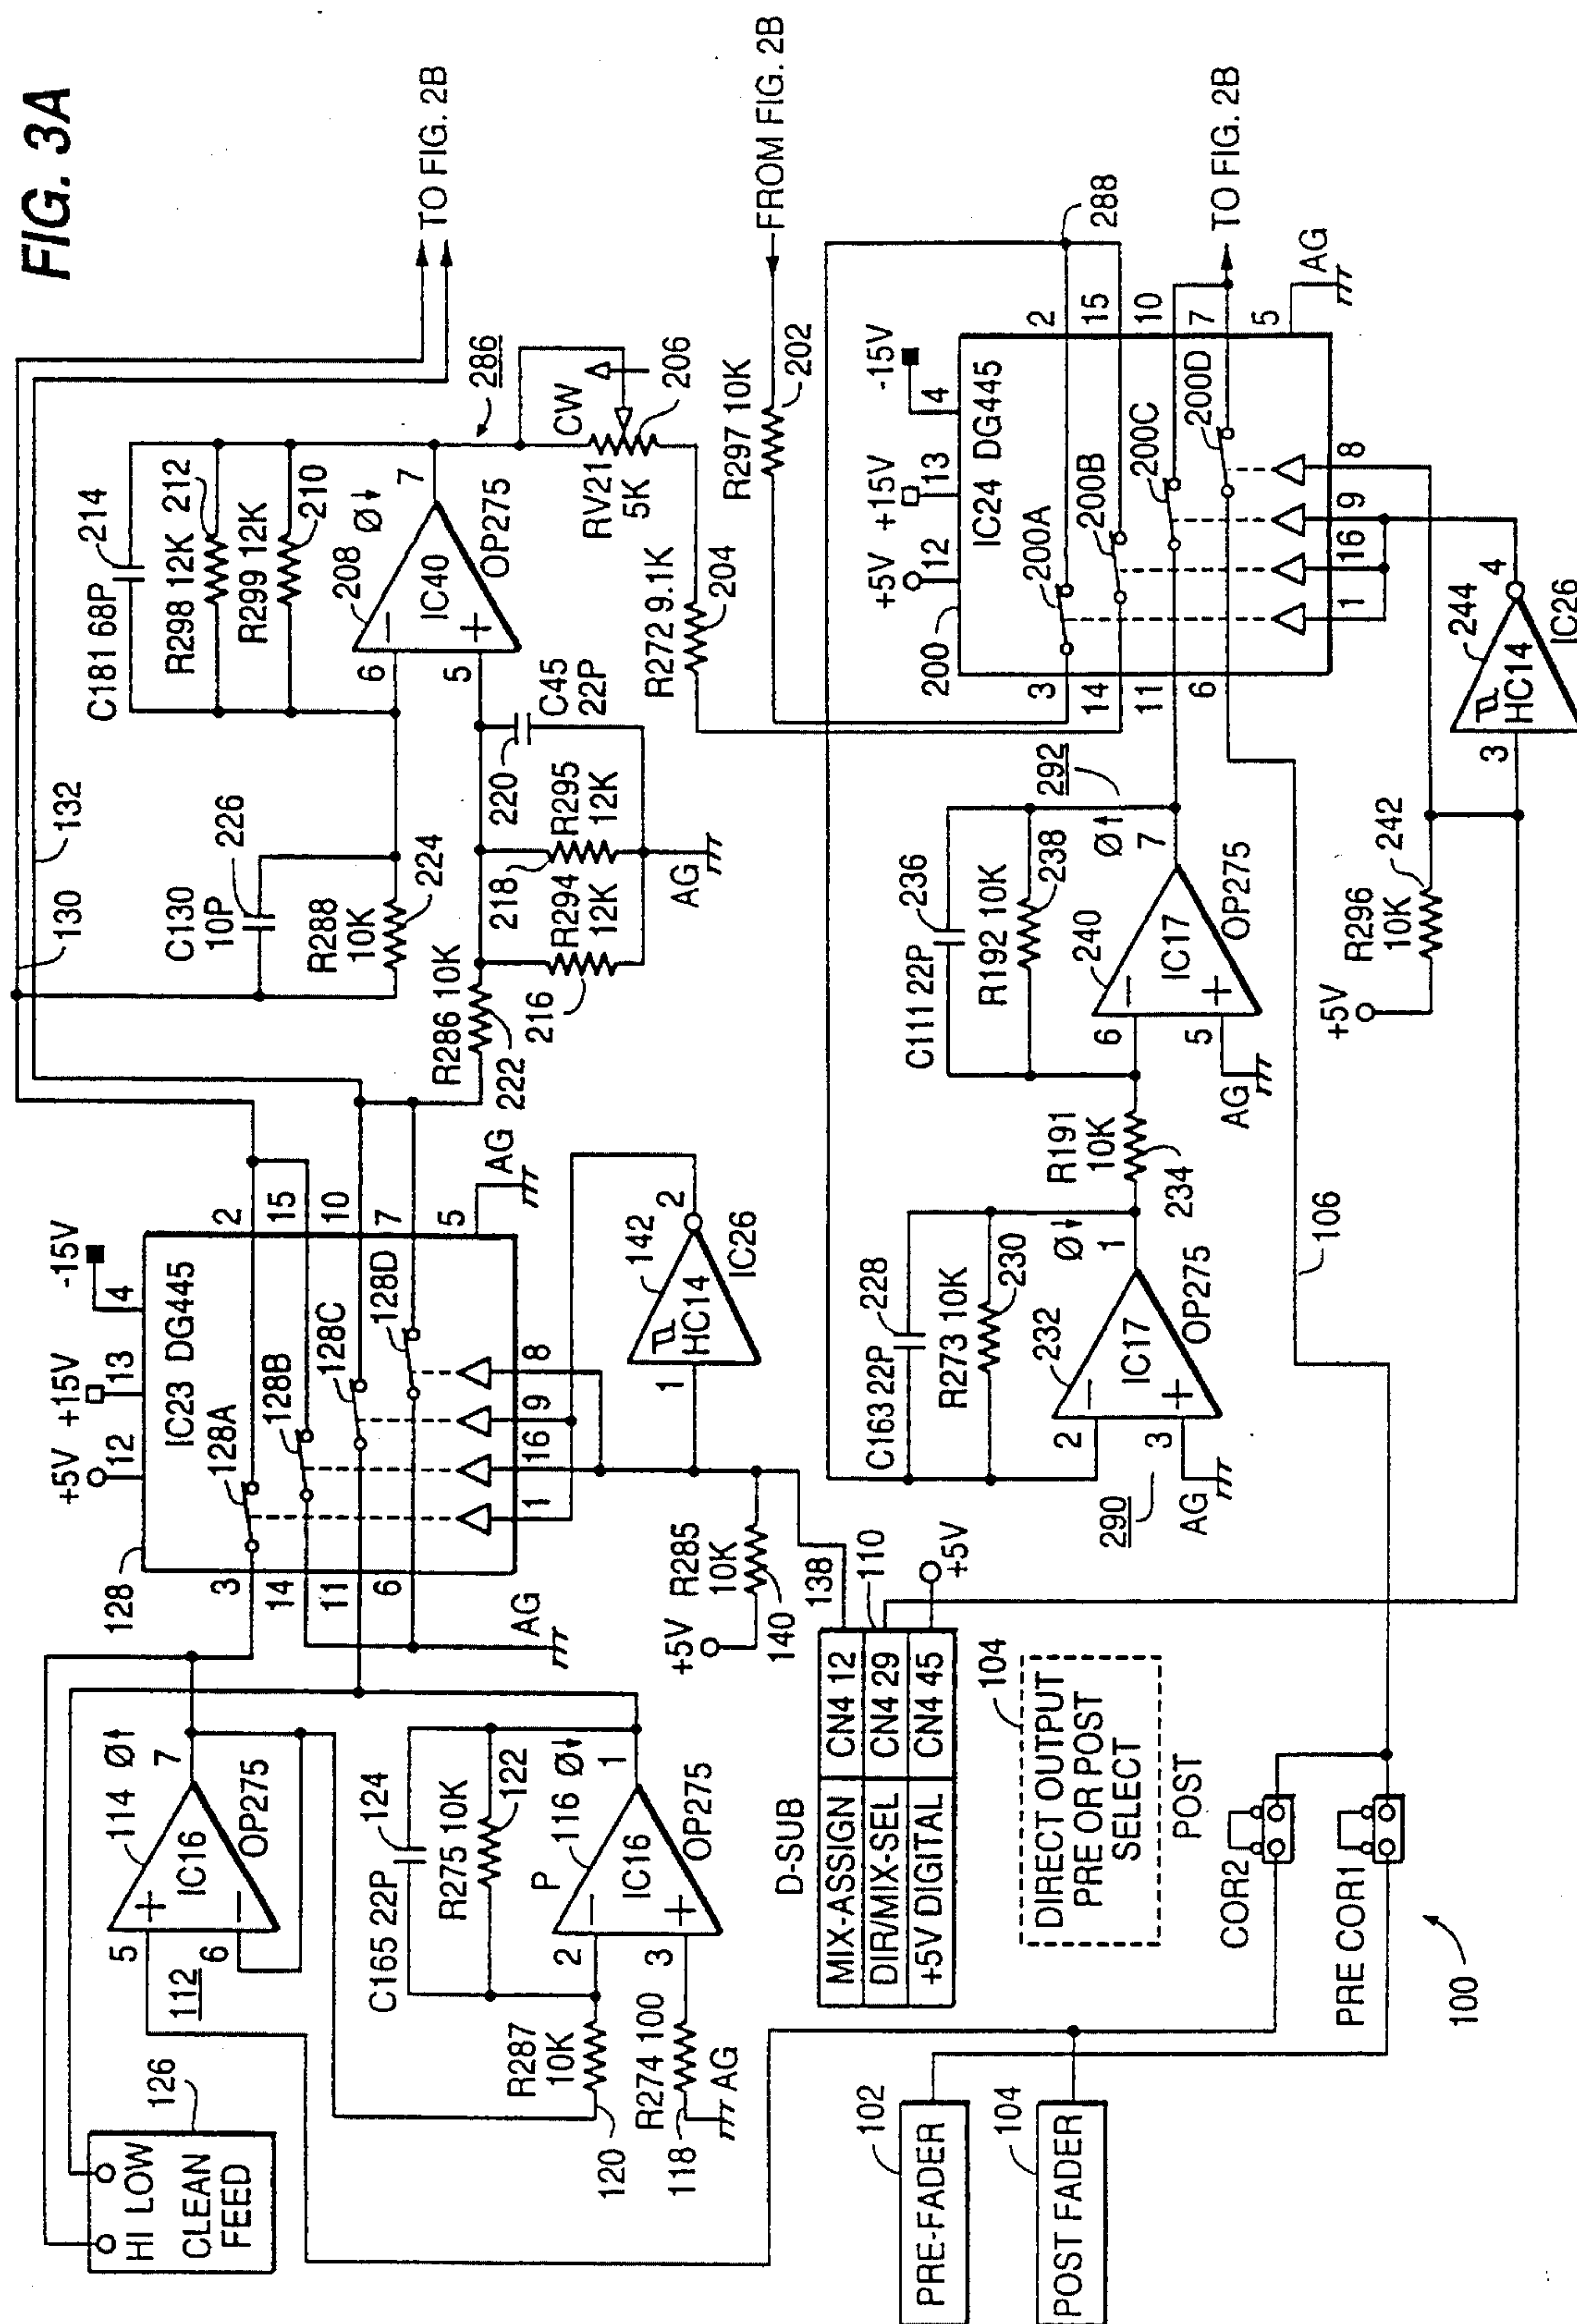 FIG. 3A
126
HI LOW
CLEAN
FEED
112
5
6
+
−
IC16
OP275
114 Ø↑
7
R287
10K
120
R274 100
118
AG
C165 22P
124
R275 10K
122
P
116 Ø↓
2
3
−
+
IC16
OP275
1
128
3
14
11
6
AG
+5V
12
+15V
13
-15V
4
IC23 DG445
128A
128B
128C
128D
2
15
10
7
5
AG
1
16
9
8
+5V
R285
10K
140
138
1
142
HC14
2
IC26
130
132
TO FIG. 2B
C130
10P
226
R288
10K
224
R286 10K
222
216
R294
12K
218
R295
12K
220
C45
22P
AG
C181 68P
214
R298 12K
212
R299 12K
210
208
Ø↓
6
5
−
+
IC40
OP275
7
286
CW
RV21
5K
206
R272 9.1K
204
R297 10K
202
FROM FIG. 2B
D-SUB
MIX-ASSIGN CN4 12
DIR/MIX-SEL CN4 29
+5V DIGITAL CN4 45
110
+5V
104
DIRECT OUTPUT
PRE OR POST
SELECT
POST
COR2
PRE COR1
100
102
PRE-FADER
104
POST FADER
290
AG
2
3
−
+
232
IC17
OP275
C163 22P
228
R273 10K
230
Ø↓
1
R191
10K
234
106
C111 22P
236
R192 10K
238
240
6
5
−
+
AG
IC17
OP275
Ø↑
7
292
+5V
R296
10K
242
200
3
14
11
6
+5V
12
+15V
13
-15V
4
IC24 DG445
200A
200B
200C
200D
2
15
10
7
5
288
TO FIG. 2B
AG
1
16
9
8
3
244
HC14
4
IC26